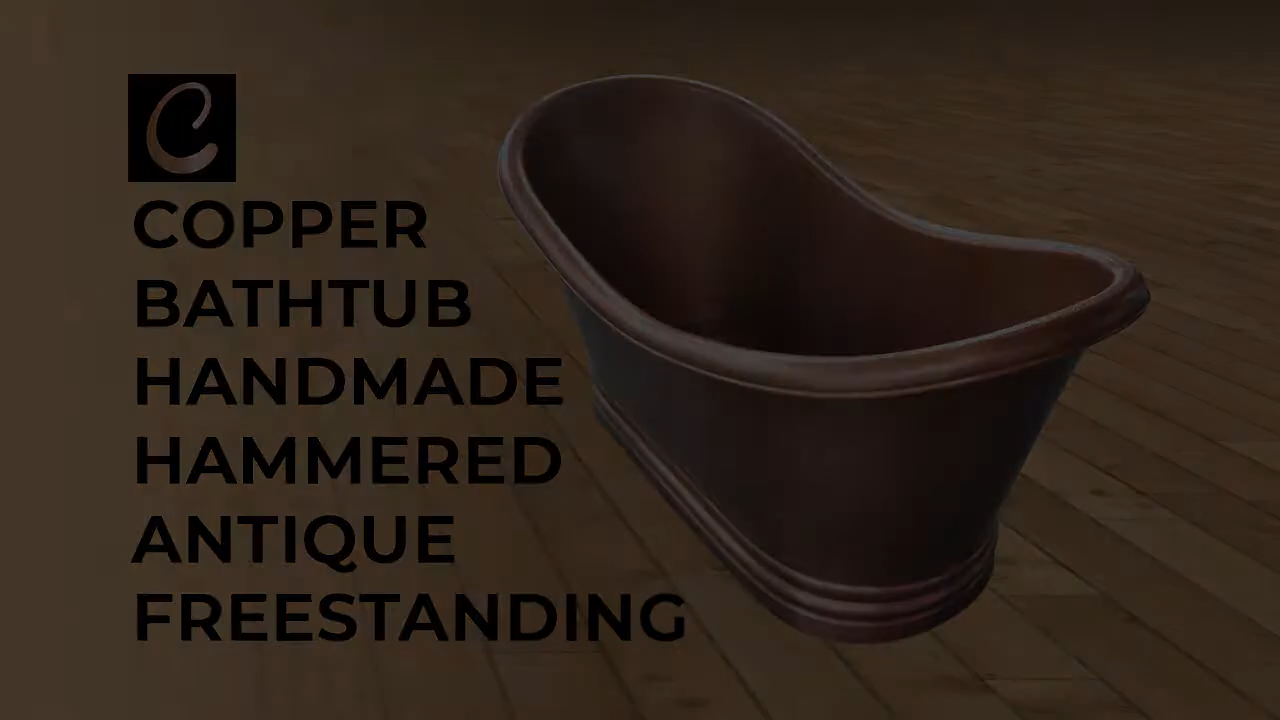 C
COPPER
BATHTUB
HANDMADE
HAMMERED
ANTIQUE
FREESTANDING